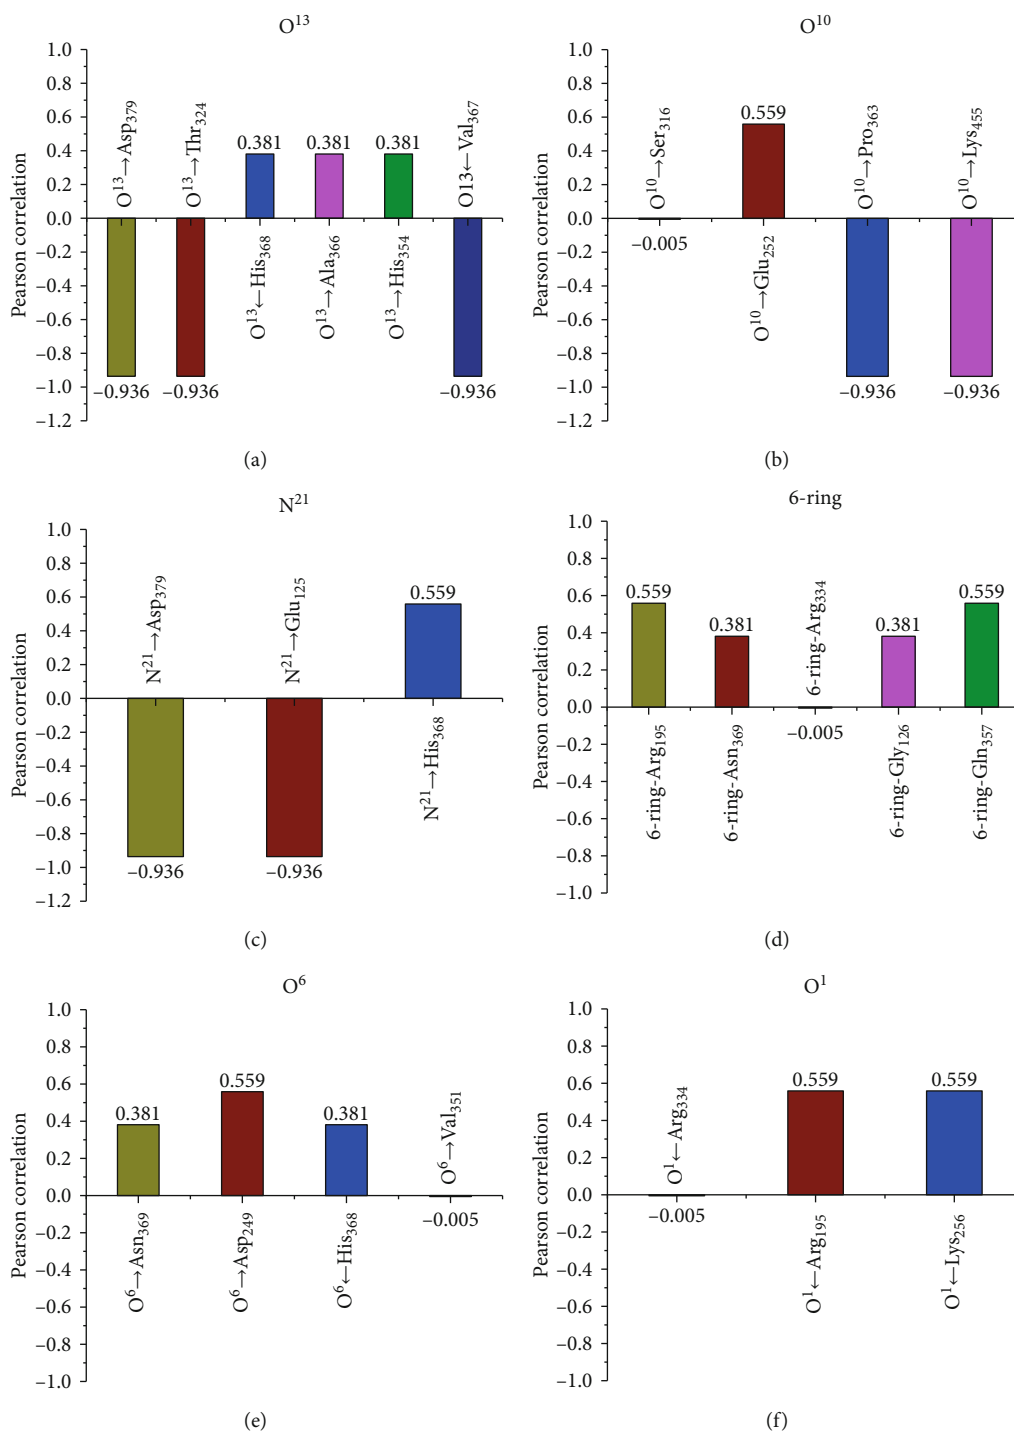 O¹³
Pearson correlation
1.0
0.8
0.6
0.4
0.2
0.0
−0.2
−0.4
−0.6
−0.8
−1.0
−1.2
O¹³→Asp₃₇₉
O¹³→Thr₃₂₄
O¹³←His₃₆₈
O¹³→Ala₃₆₆
O¹³→His₃₅₄
O13←Val₃₆₇
−0.936
−0.936
0.381
0.381
0.381
−0.936
(a)
O¹⁰
Pearson correlation
1.0
0.8
0.6
0.4
0.2
0.0
−0.2
−0.4
−0.6
−0.8
−1.0
−1.2
O¹⁰→Ser₃₁₆
O¹⁰→Glu₂₅₂
O¹⁰→Pro₃₆₃
O¹⁰→Lys₄₅₅
−0.005
0.559
−0.936
−0.936
(b)
N²¹
Pearson correlation
1.0
0.8
0.6
0.4
0.2
0.0
−0.2
−0.4
−0.6
−0.8
−1.0
−1.2
N²¹→Asp₃₇₉
N²¹→Glu₁₂₅
N²¹→His₃₆₈
−0.936
−0.936
0.559
(c)
6-ring
Pearson correlation
1.0
0.8
0.6
0.4
0.2
0.0
−0.2
−0.4
−0.6
−0.8
−1.0
6-ring-Arg₁₉₅
6-ring-Asn₃₆₉
6-ring-Arg₃₃₄
6-ring-Gly₁₂₆
6-ring-Gln₃₅₇
0.559
0.381
−0.005
0.381
0.559
(d)
O⁶
Pearson correlation
1.0
0.8
0.6
0.4
0.2
0.0
−0.2
−0.4
−0.6
−0.8
−1.0
O⁶→Asn₃₆₉
O⁶→Asp₂₄₉
O⁶←His₃₆₈
O⁶→Val₃₅₁
0.381
0.559
0.381
−0.005
(e)
O¹
Pearson correlation
1.0
0.8
0.6
0.4
0.2
0.0
−0.2
−0.4
−0.6
−0.8
−1.0
O¹←Arg₃₃₄
O¹←Arg₁₉₅
O¹←Lys₂₅₆
−0.005
0.559
0.559
(f)